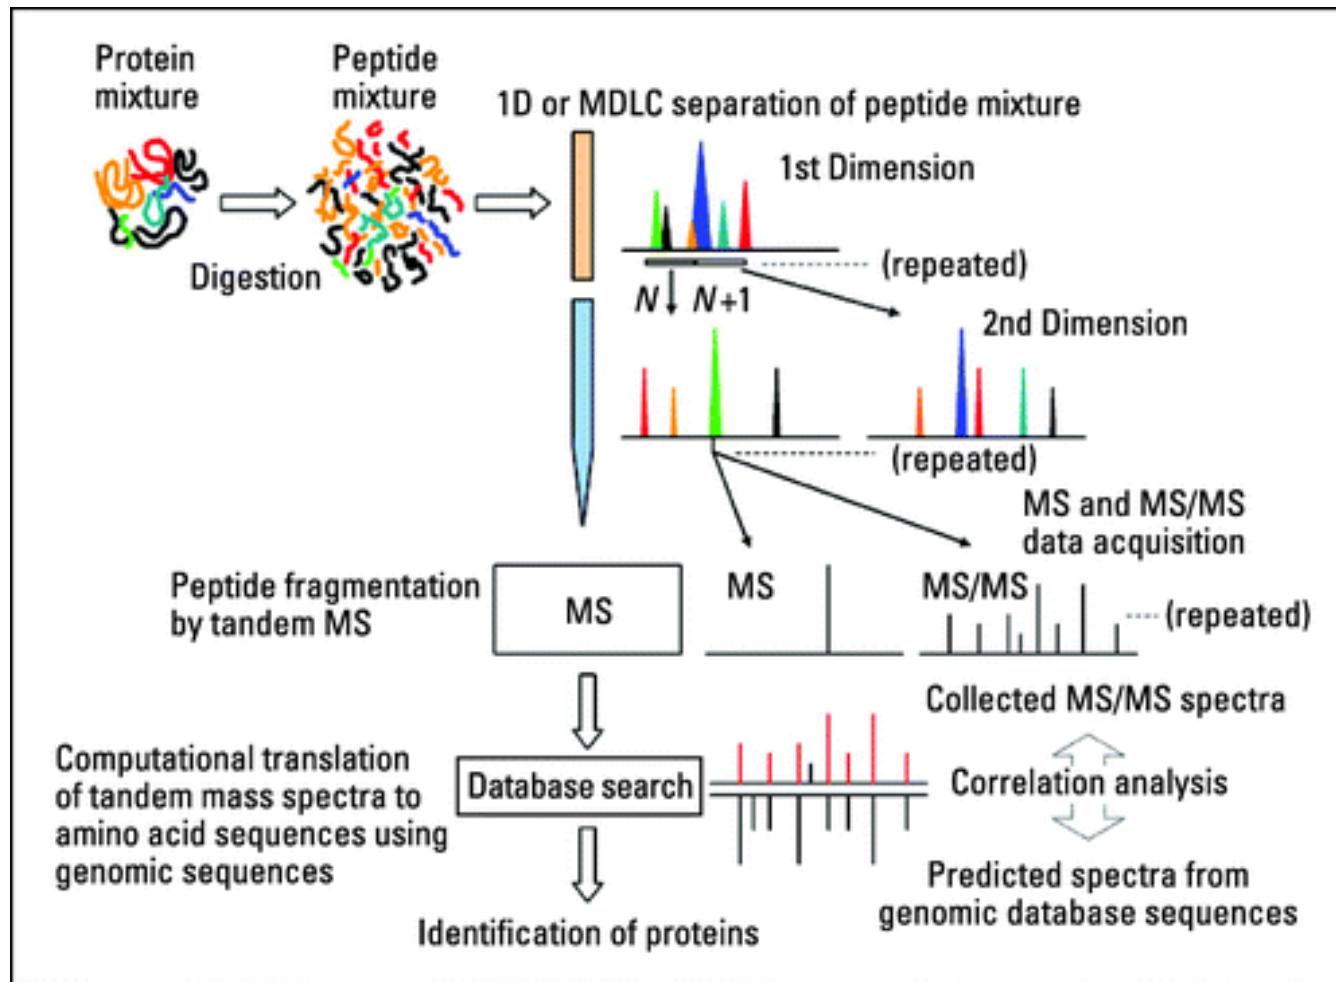 Protein
mixture
Peptide
mixture
1D or MDLC separation of peptide mixture
1st Dimension
Digestion
(repeated)
N
N+1
2nd Dimension
(repeated)
MS and MS/MS
data acquisition
Peptide fragmentation
by tandem MS
MS
MS
MS/MS
(repeated)
Collected MS/MS spectra
Computational translation
of tandem mass spectra to
amino acid sequences using
genomic sequences
Database search
Correlation analysis
Predicted spectra from
genomic database sequences
Identification of proteins